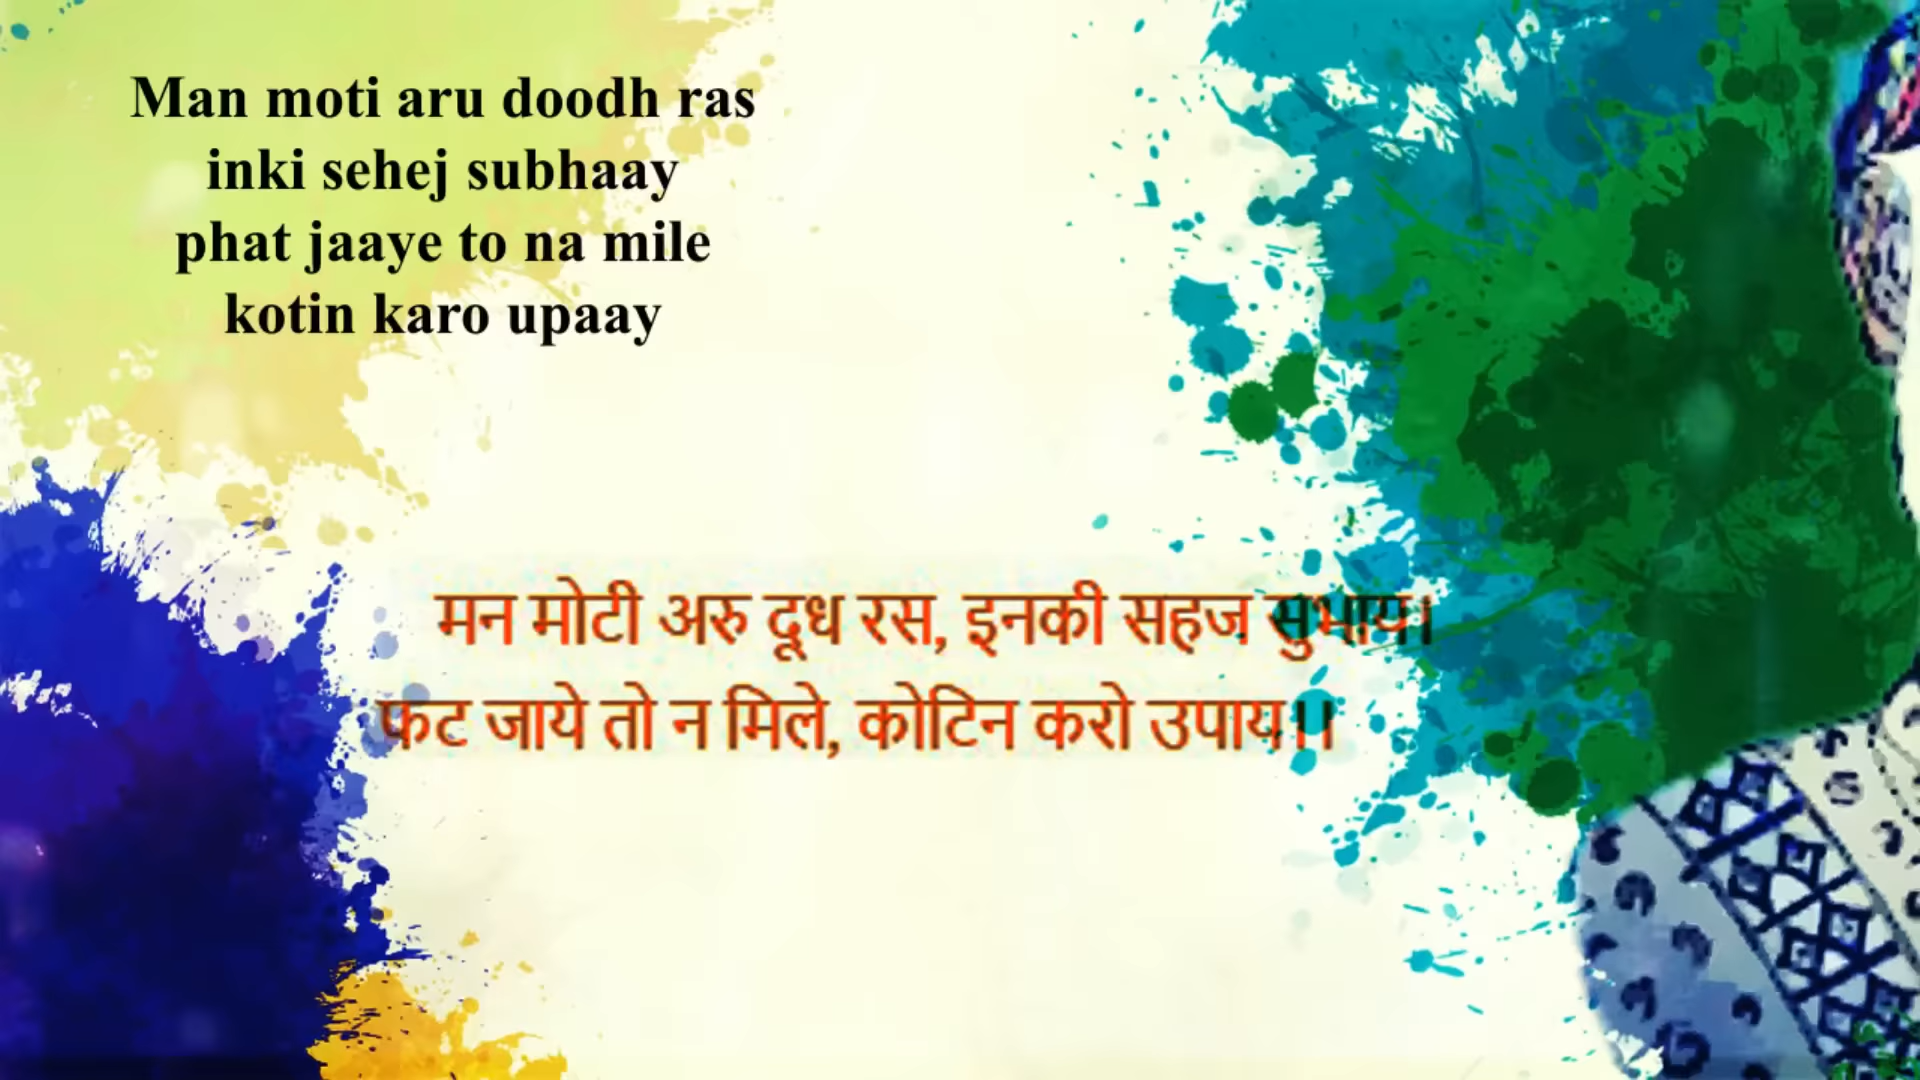 Man moti aru doodh ras
inki sehej subhaay
phat jaaye to na mile
kotin karo upaay
मन मोटी अरु दूध रस, इनकी सहज सुभाय।
फट जाये तो न मिले, कोटिन करो उपाय।।